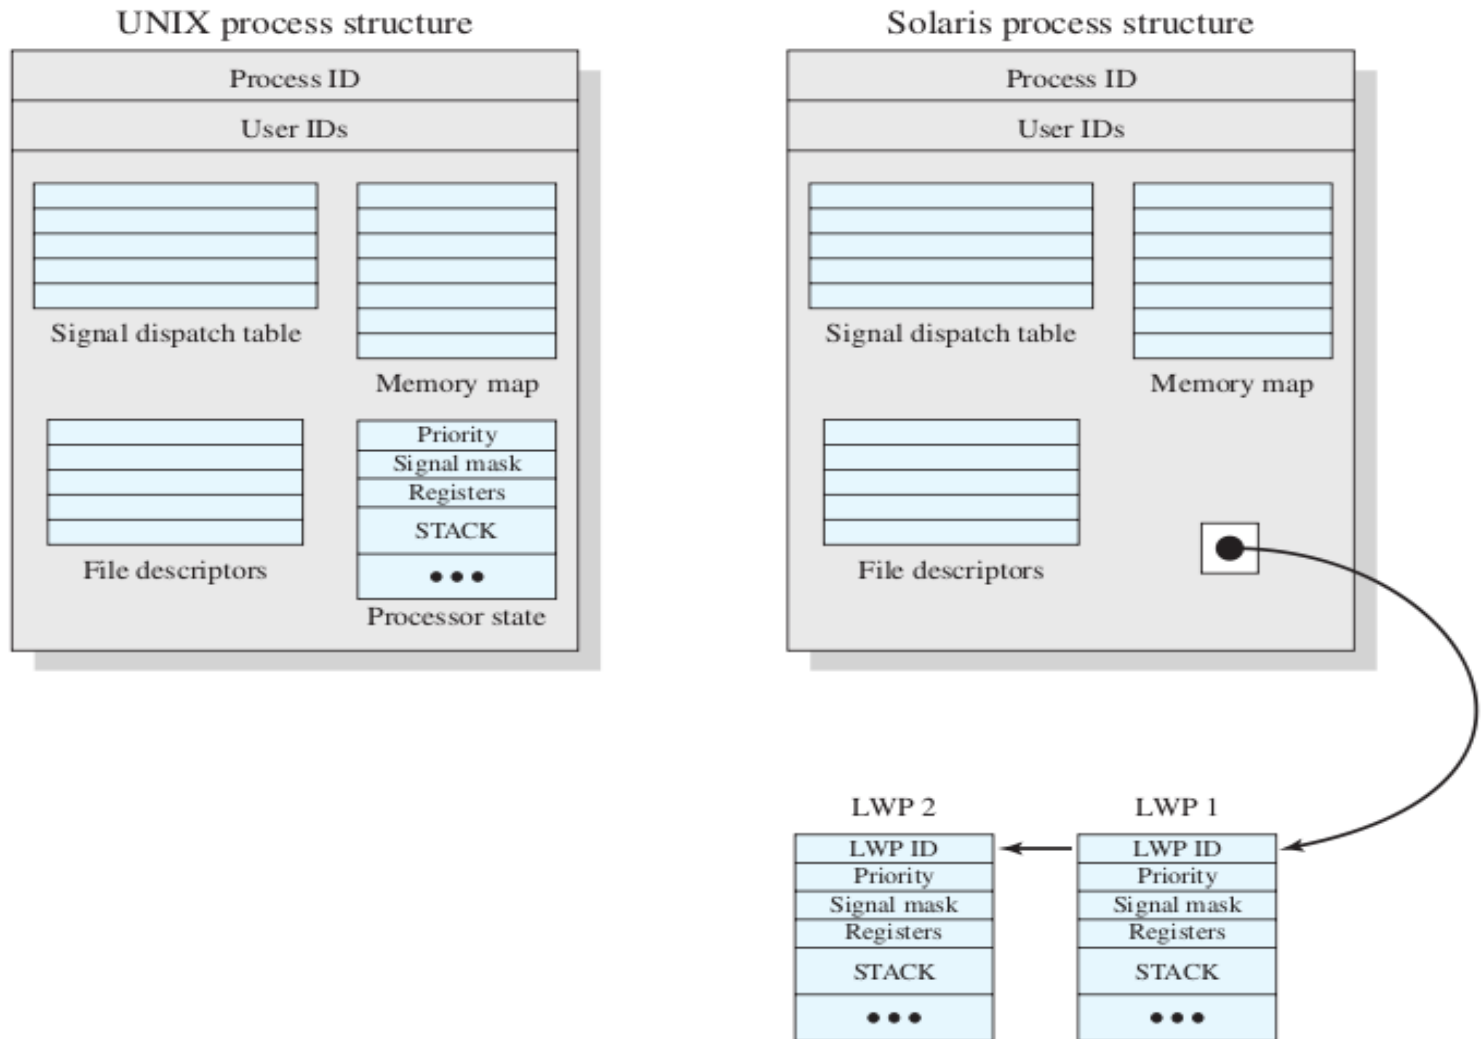 UNIX process structure
Process ID
User IDs
Signal dispatch table
Memory map
File descriptors
Priority
Signal mask
Registers
STACK
•••
Processor state
Solaris process structure
Process ID
User IDs
Signal dispatch table
Memory map
File descriptors
LWP 2
LWP ID
Priority
Signal mask
Registers
STACK
•••
LWP 1
LWP ID
Priority
Signal mask
Registers
STACK
•••